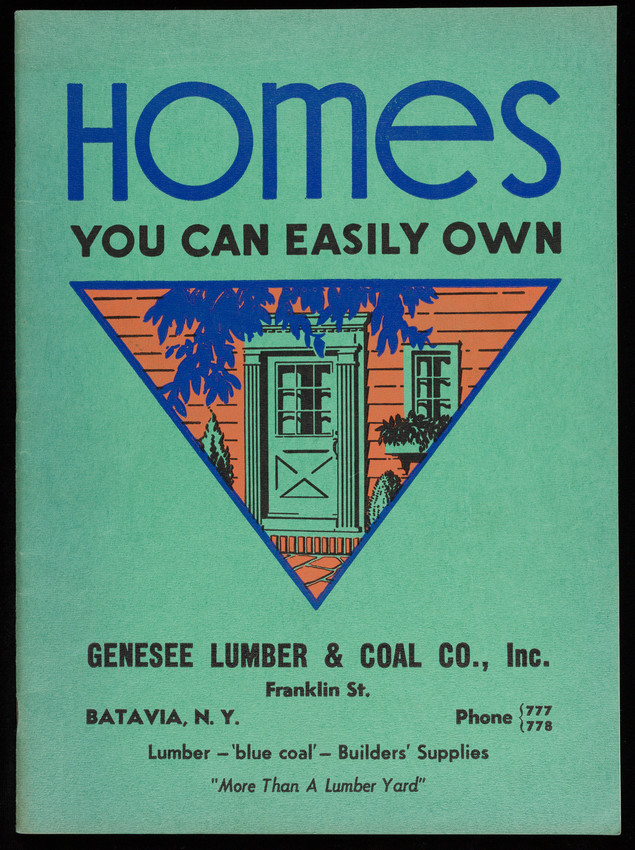 Homes
YOU CAN EASILY OWN
GENESEE LUMBER & COAL CO., Inc.
Franklin St.
BATAVIA, N. Y. Phone {777
{778
Lumber – 'blue coal' – Builders' Supplies
"More Than A Lumber Yard"